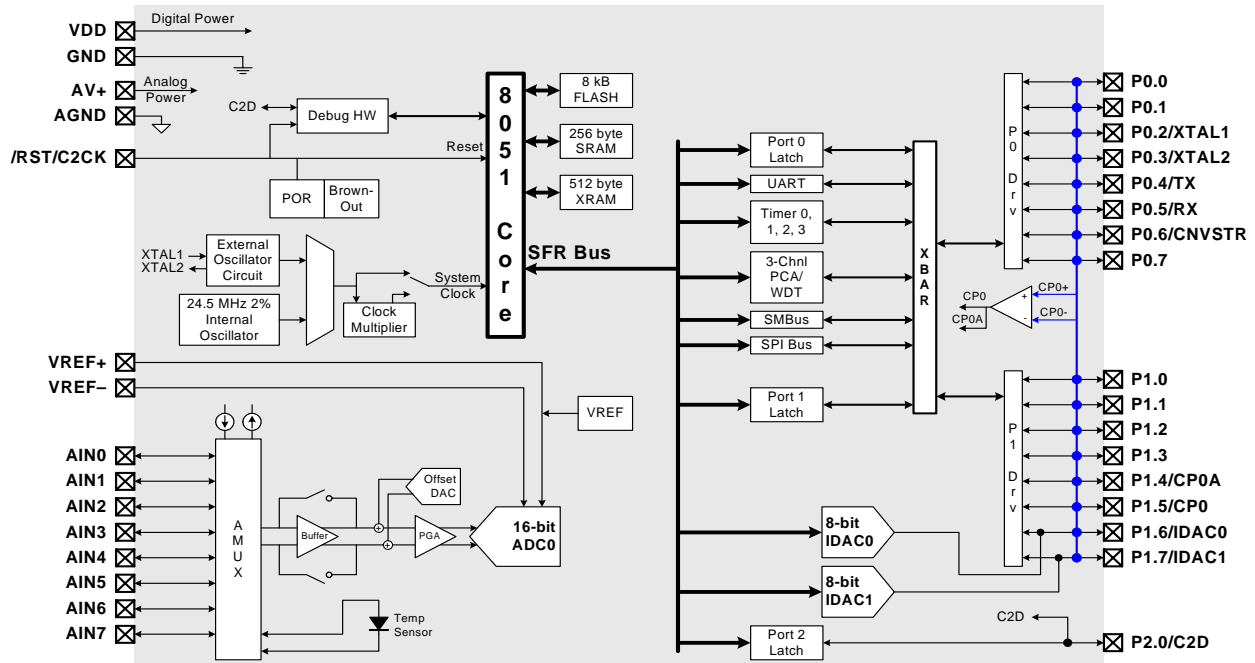 VDD
Digital Power
GND
AV+
Analog
Power
AGND
/RST/C2CK
C2D
Debug HW
Reset
POR
Brown-
Out
XTAL1
XTAL2
External
Oscillator
Circuit
24.5 MHz 2%
Internal
Oscillator
Clock
Multiplier
System
Clock
8
0
5
1
C
o
r
e
8 kB
FLASH
256 byte
SRAM
512 byte
XRAM
SFR Bus
VREF+
VREF–
VREF
AIN0
AIN1
AIN2
AIN3
AIN4
AIN5
AIN6
AIN7
A
M
U
X
Buffer
Offset
DAC
PGA
16-bit
ADC0
Temp
Sensor
Port 0
Latch
UART
Timer 0,
1, 2, 3
3-Chnl
PCA/
WDT
SMBus
SPI Bus
Port 1
Latch
8-bit
IDAC0
8-bit
IDAC1
Port 2
Latch
X
B
A
R
P
0
D
r
v
CP0
CP0A
+
-
CP0+
CP0-
P
1
D
r
v
C2D
P0.0
P0.1
P0.2/XTAL1
P0.3/XTAL2
P0.4/TX
P0.5/RX
P0.6/CNVSTR
P0.7
P1.0
P1.1
P1.2
P1.3
P1.4/CP0A
P1.5/CP0
P1.6/IDAC0
P1.7/IDAC1
P2.0/C2D